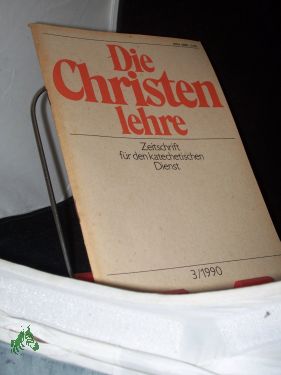 Die
Christen
lehre
Zeitschrift
für den katechetischen
Dienst
3/1990